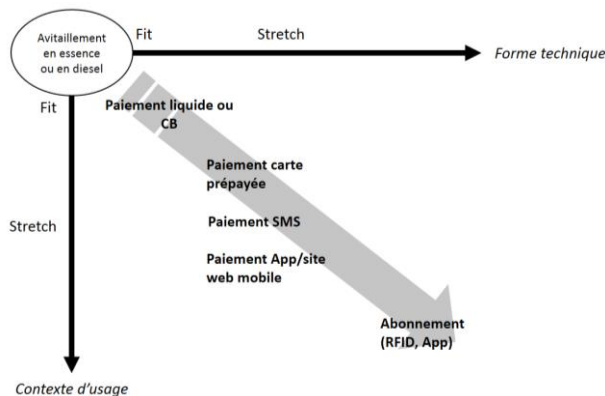 Avitaillement
en essence
ou en diesel
Fit
Stretch
Forme technique
Fit
Paiement liquide ou
CB
Paiement carte
prépayée
Stretch
Paiement SMS
Paiement App/site
web mobile
Abonnement
(RFID, App)
Contexte d'usage